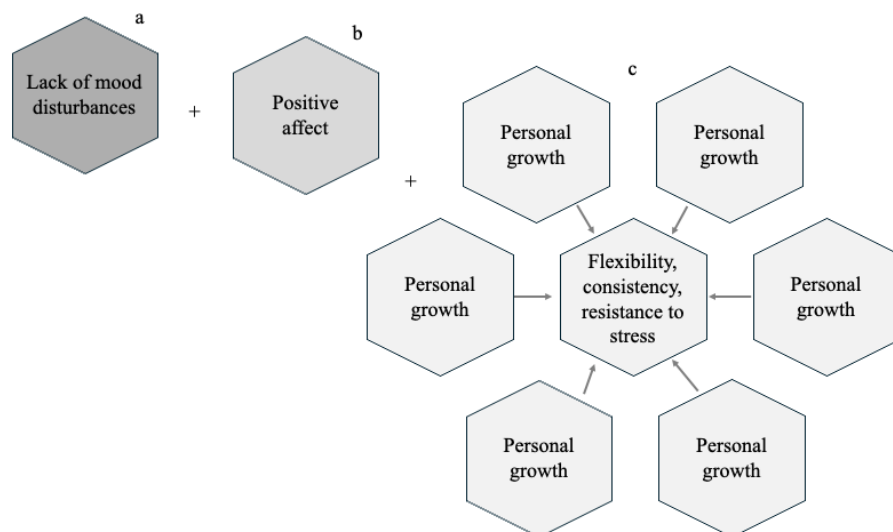 a
Lack of mood
disturbances
+
b
Positive
affect
+
c
Personal
growth
Personal
growth
Personal
growth
Flexibility,
consistency,
resistance to
stress
Personal
growth
Personal
growth
Personal
growth